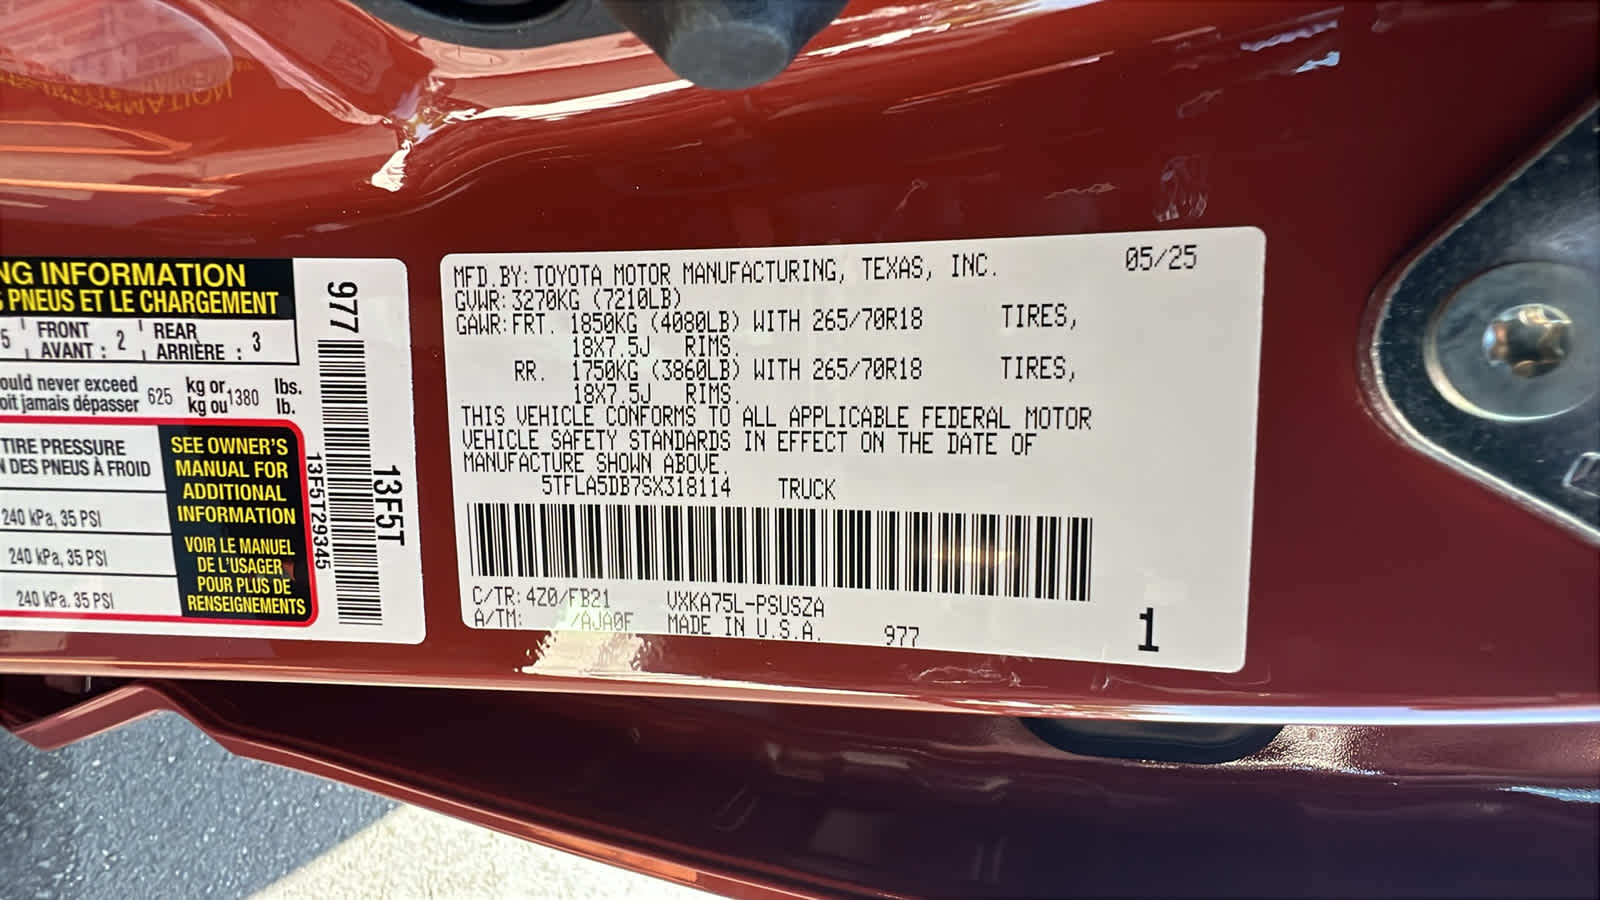 NG INFORMATION
S PNEUS ET LE CHARGEMENT
5 FRONT AVANT : 2 REAR ARRIÈRE : 3
ould never exceed 625 kg or 1380 lbs.
oit jamais dépasser kg ou lb.
TIRE PRESSURE
N DES PNEUS À FROID
240 kPa, 35 PSI
240 kPa, 35 PSI
240 kPa. 35 PSI
SEE OWNER'S
MANUAL FOR
ADDITIONAL
INFORMATION
VOIR LE MANUEL
DE L'USAGER
POUR PLUS DE
RENSEIGNEMENTS
977
13F5T29345
13F5T
MFD.BY:TOYOTA MOTOR MANUFACTURING, TEXAS, INC. 05/25
GVWR:3270KG (7210LB)
GAWR:FRT. 1850KG (4080LB) WITH 265/70R18 TIRES,
18X7.5J RIMS.
RR. 1750KG (3860LB) WITH 265/70R18 TIRES,
18X7.5J RIMS.
THIS VEHICLE CONFORMS TO ALL APPLICABLE FEDERAL MOTOR
VEHICLE SAFETY STANDARDS IN EFFECT ON THE DATE OF
MANUFACTURE SHOWN ABOVE.
5TFLA5DB7SX318114 TRUCK
C/TR:4Z0/FB21 VXKA75L-PSUSZA
A/TM: /AJA0F MADE IN U.S.A. 977 1